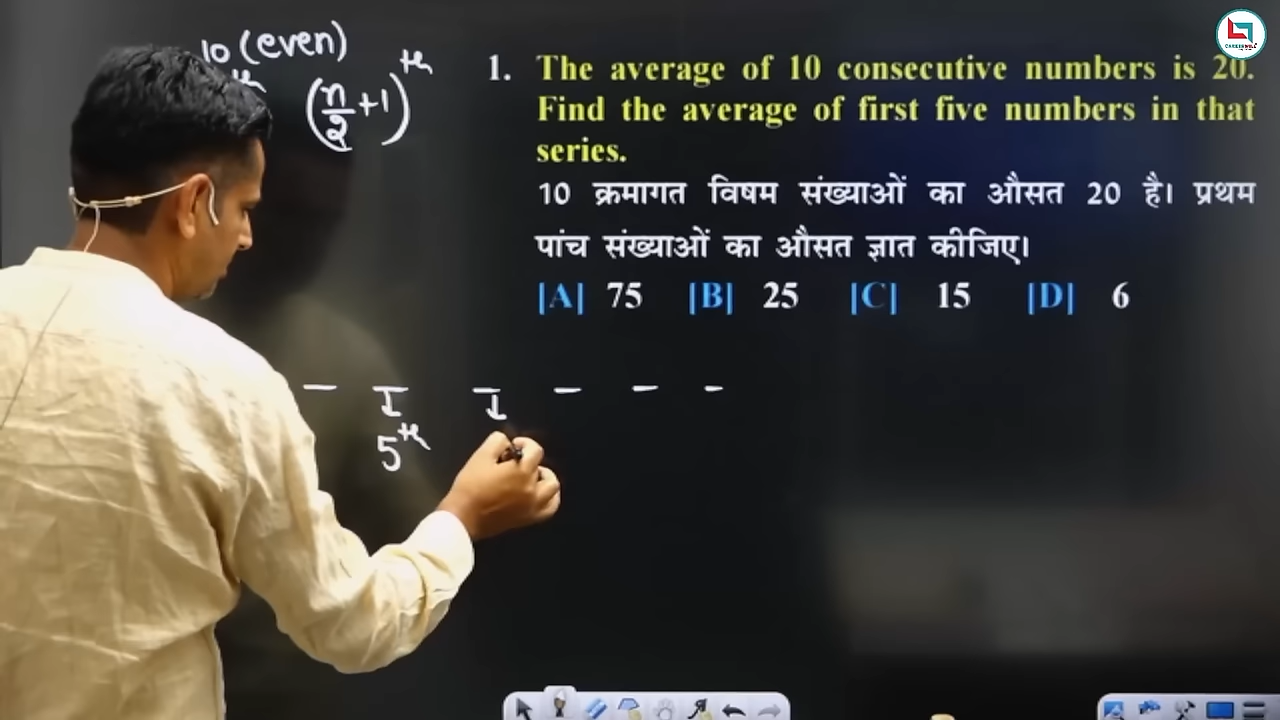 10 (even)
th (n/2+1)th
1. The average of 10 consecutive numbers is 20.
Find the average of first five numbers in that
series.
10 क्रमागत विषम संख्याओं का औसत 20 है। प्रथम
पांच संख्याओं का औसत ज्ञात कीजिए।
[A] 75 [B] 25 [C] 15 [D] 6
5th